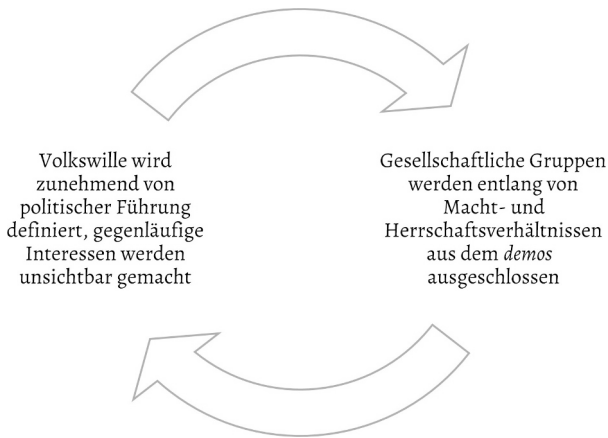 Volkswille wird
zunehmend von
politischer Führung
definiert, gegenläufige
Interessen werden
unsichtbar gemacht
Gesellschaftliche Gruppen
werden entlang von
Macht- und
Herrschaftsverhältnissen
aus dem demos
ausgeschlossen